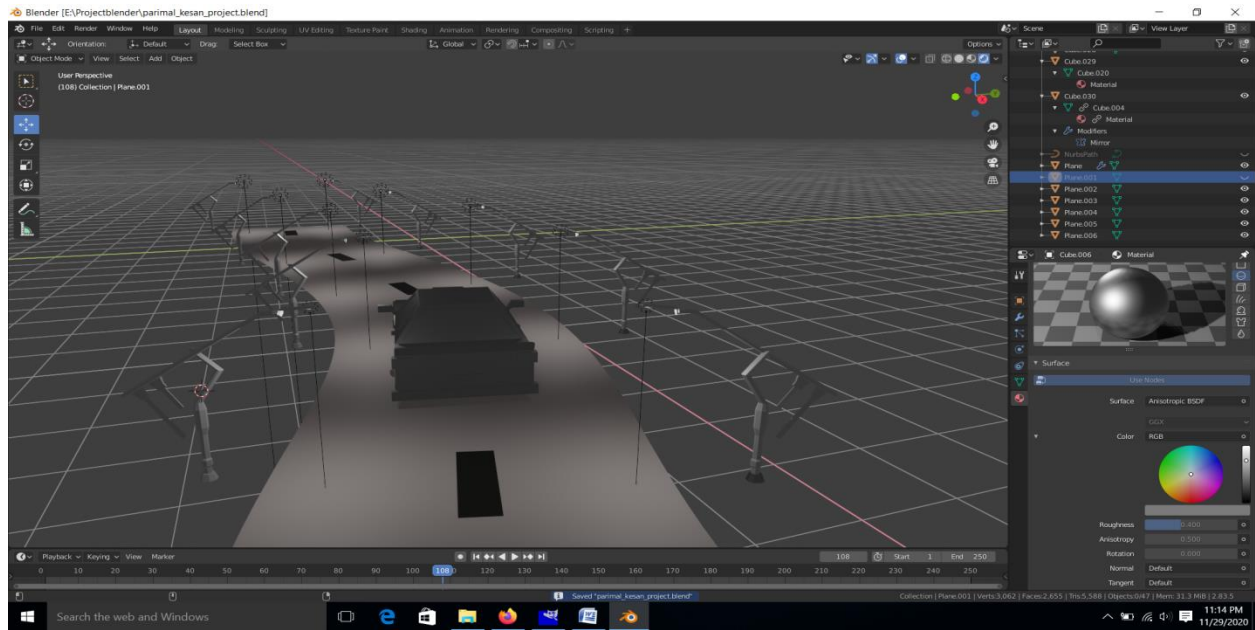 Blender [E:\Projectblender\parimal_kesan_project.blend]
File Edit Render Window Help Layout Modeling Sculpting UV Editing Texture Paint Shading Animation Rendering Compositing Scripting + Scene View Layer
Orientation: Default Drag: Select Box Global Options
Object Mode View Select Add Object
User Perspective
(108) Collection | Plane.001
Cube.029
Cube.020
Material
Cube.030
Cube.004
Material
Modifiers
Mirror
NurbsPath
Plane
Plane.001
Plane.002
Plane.003
Plane.004
Plane.005
Plane.006
Cube.006 Material
Surface
Use Nodes
Surface Anisotropic BSDF
GGX
Color RGB
Roughness 0.400
Anisotropy 0.500
Rotation 0.000
Normal Default
Tangent Default
Playback Keying View Marker 108 Start 1 End 250
0 10 20 30 40 50 60 70 80 90 100 108 120 130 140 150 160 170 180 190 200 210 220 230 240 250
Saved "parimal_kesan_project.blend" Collection | Plane.001 | Verts:3,062 | Faces:2,655 | Tris:5,588 | Objects:0/47 | Mem: 31.3 MiB | 2.83.5
Search the web and Windows
11:14 PM
11/29/2020